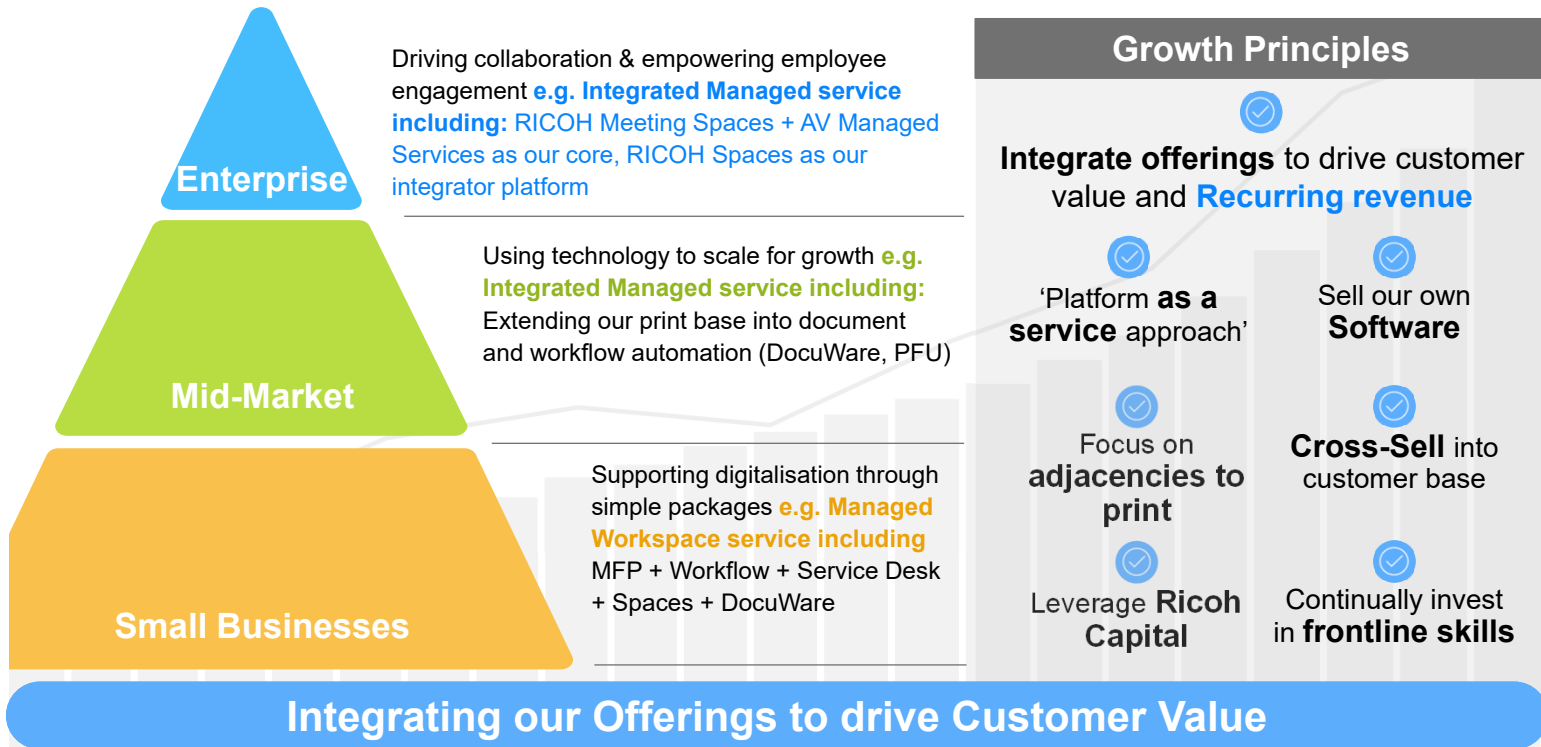 Driving collaboration & empowering employee
engagement e.g. Integrated Managed service
including: RICOH Meeting Spaces + AV Managed
Services as our core, RICOH Spaces as our
integrator platform
Enterprise
Using technology to scale for growth e.g.
Integrated Managed service including:
Extending our print base into document
and workflow automation (DocuWare, PFU)
Mid-Market
Supporting digitalisation through
simple packages e.g. Managed
Workspace service including
MFP + Workflow + Service Desk
+ Spaces + DocuWare
Small Businesses
Growth Principles
Integrate offerings to drive customer
value and Recurring revenue
‘Platform as a
service approach’
Sell our own
Software
Focus on
adjacencies to
print
Cross-Sell into
customer base
Leverage Ricoh
Capital
Continually invest
in frontline skills
Integrating our Offerings to drive Customer Value